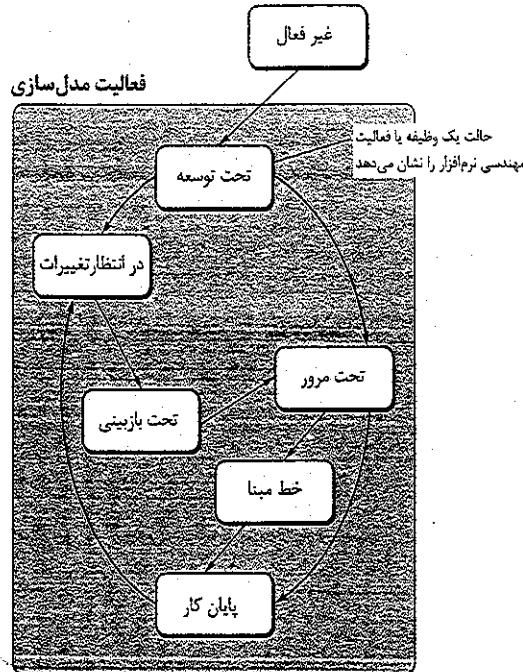 غیر فعال
فعالیت مدل‌سازی
حالت یک وظیفه یا فعالیت
مهندسی نرم‌افزار را نشان می‌دهد
تحت توسعه
در انتظار تغییرات
تحت مرور
تحت بازبینی
خط مبنا
پایان کار